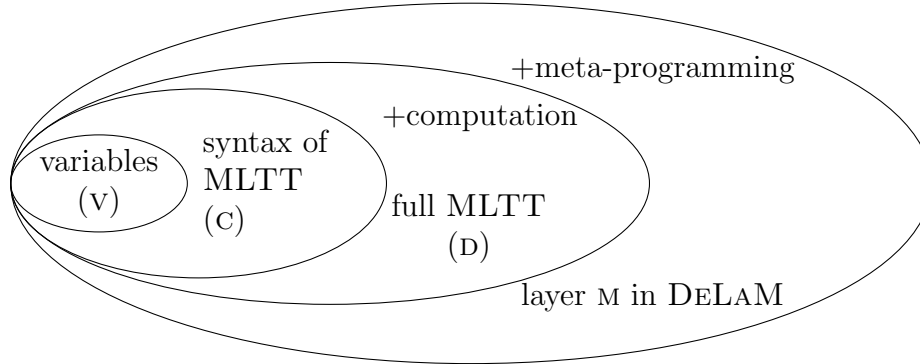 +meta-programming
+computation
variables
(V)
syntax of
MLTT
(C)
full MLTT
(D)
layer M in DELAM